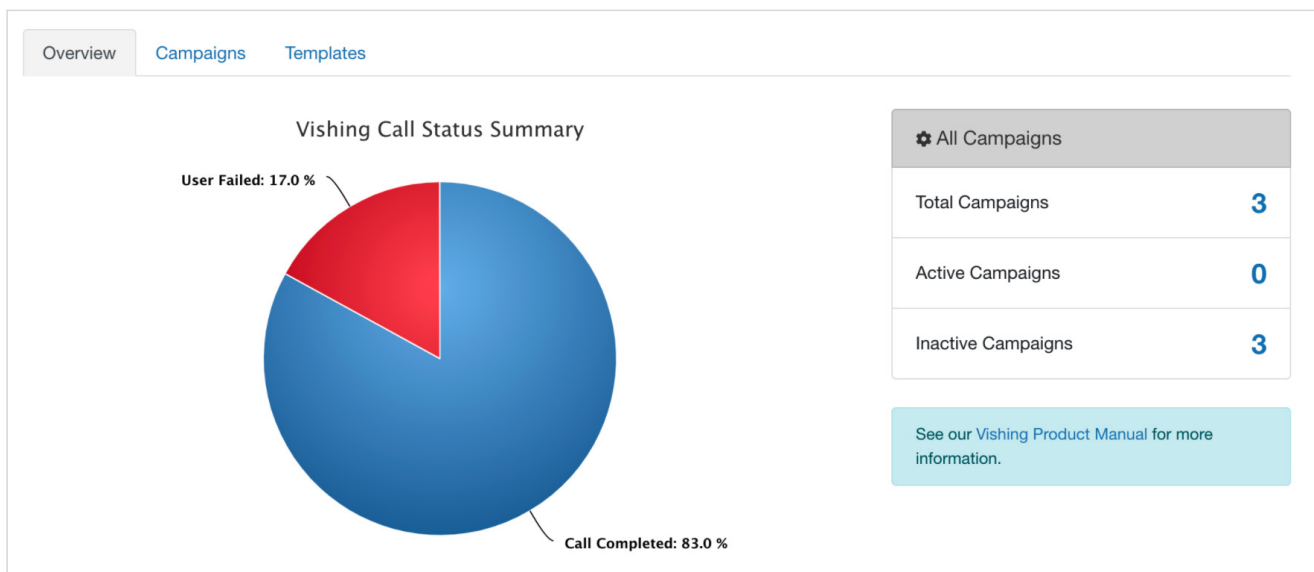 Overview
Campaigns
Templates
Vishing Call Status Summary
User Failed: 17.0 %
Call Completed: 83.0 %
All Campaigns
Total Campaigns
3
Active Campaigns
0
Inactive Campaigns
3
See our Vishing Product Manual for more
information.